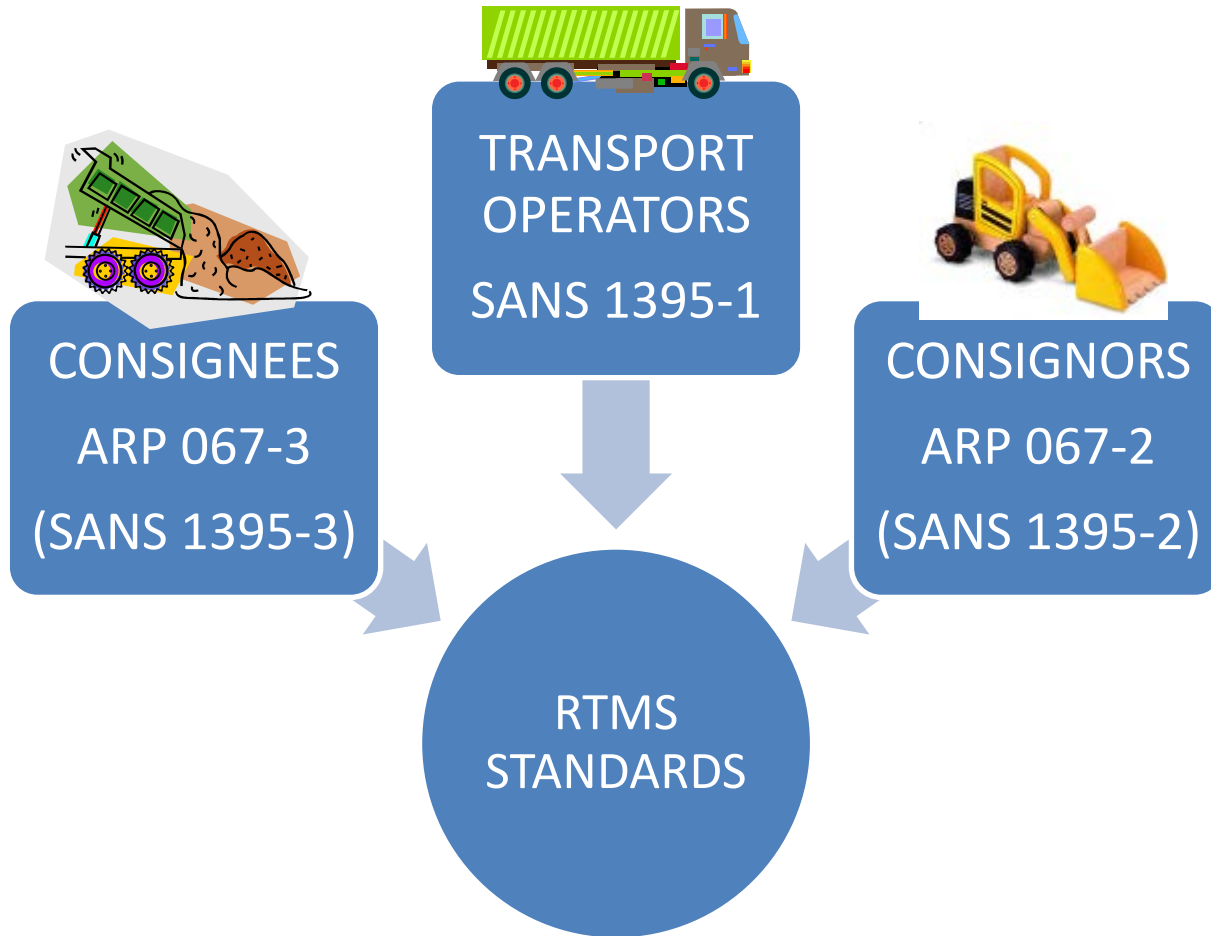 TRANSPORT
OPERATORS
SANS 1395-1
CONSIGNEES
ARP 067-3
(SANS 1395-3)
CONSIGNORS
ARP 067-2
(SANS 1395-2)
RTMS
STANDARDS